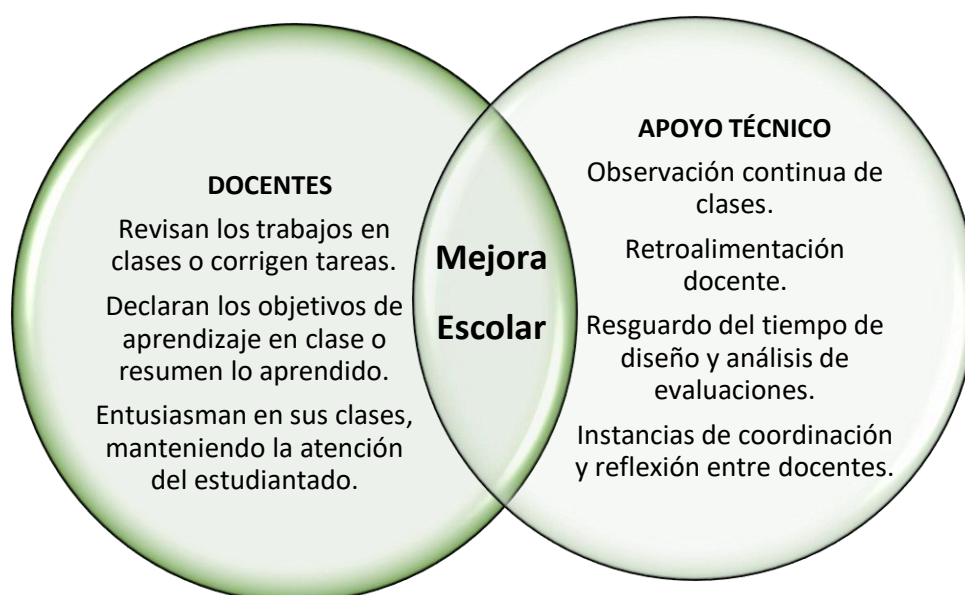 DOCENTES
Revisan los trabajos en
clases o corrigen tareas.
Declaran los objetivos de
aprendizaje en clase o
resumen lo aprendido.
Entusiasman en sus clases,
manteniendo la atención
del estudiantado.
Mejora
Escolar
APOYO TÉCNICO
Observación continua de
clases.
Retroalimentación
docente.
Resguardo del tiempo de
diseño y análisis de
evaluaciones.
Instancias de coordinación
y reflexión entre docentes.